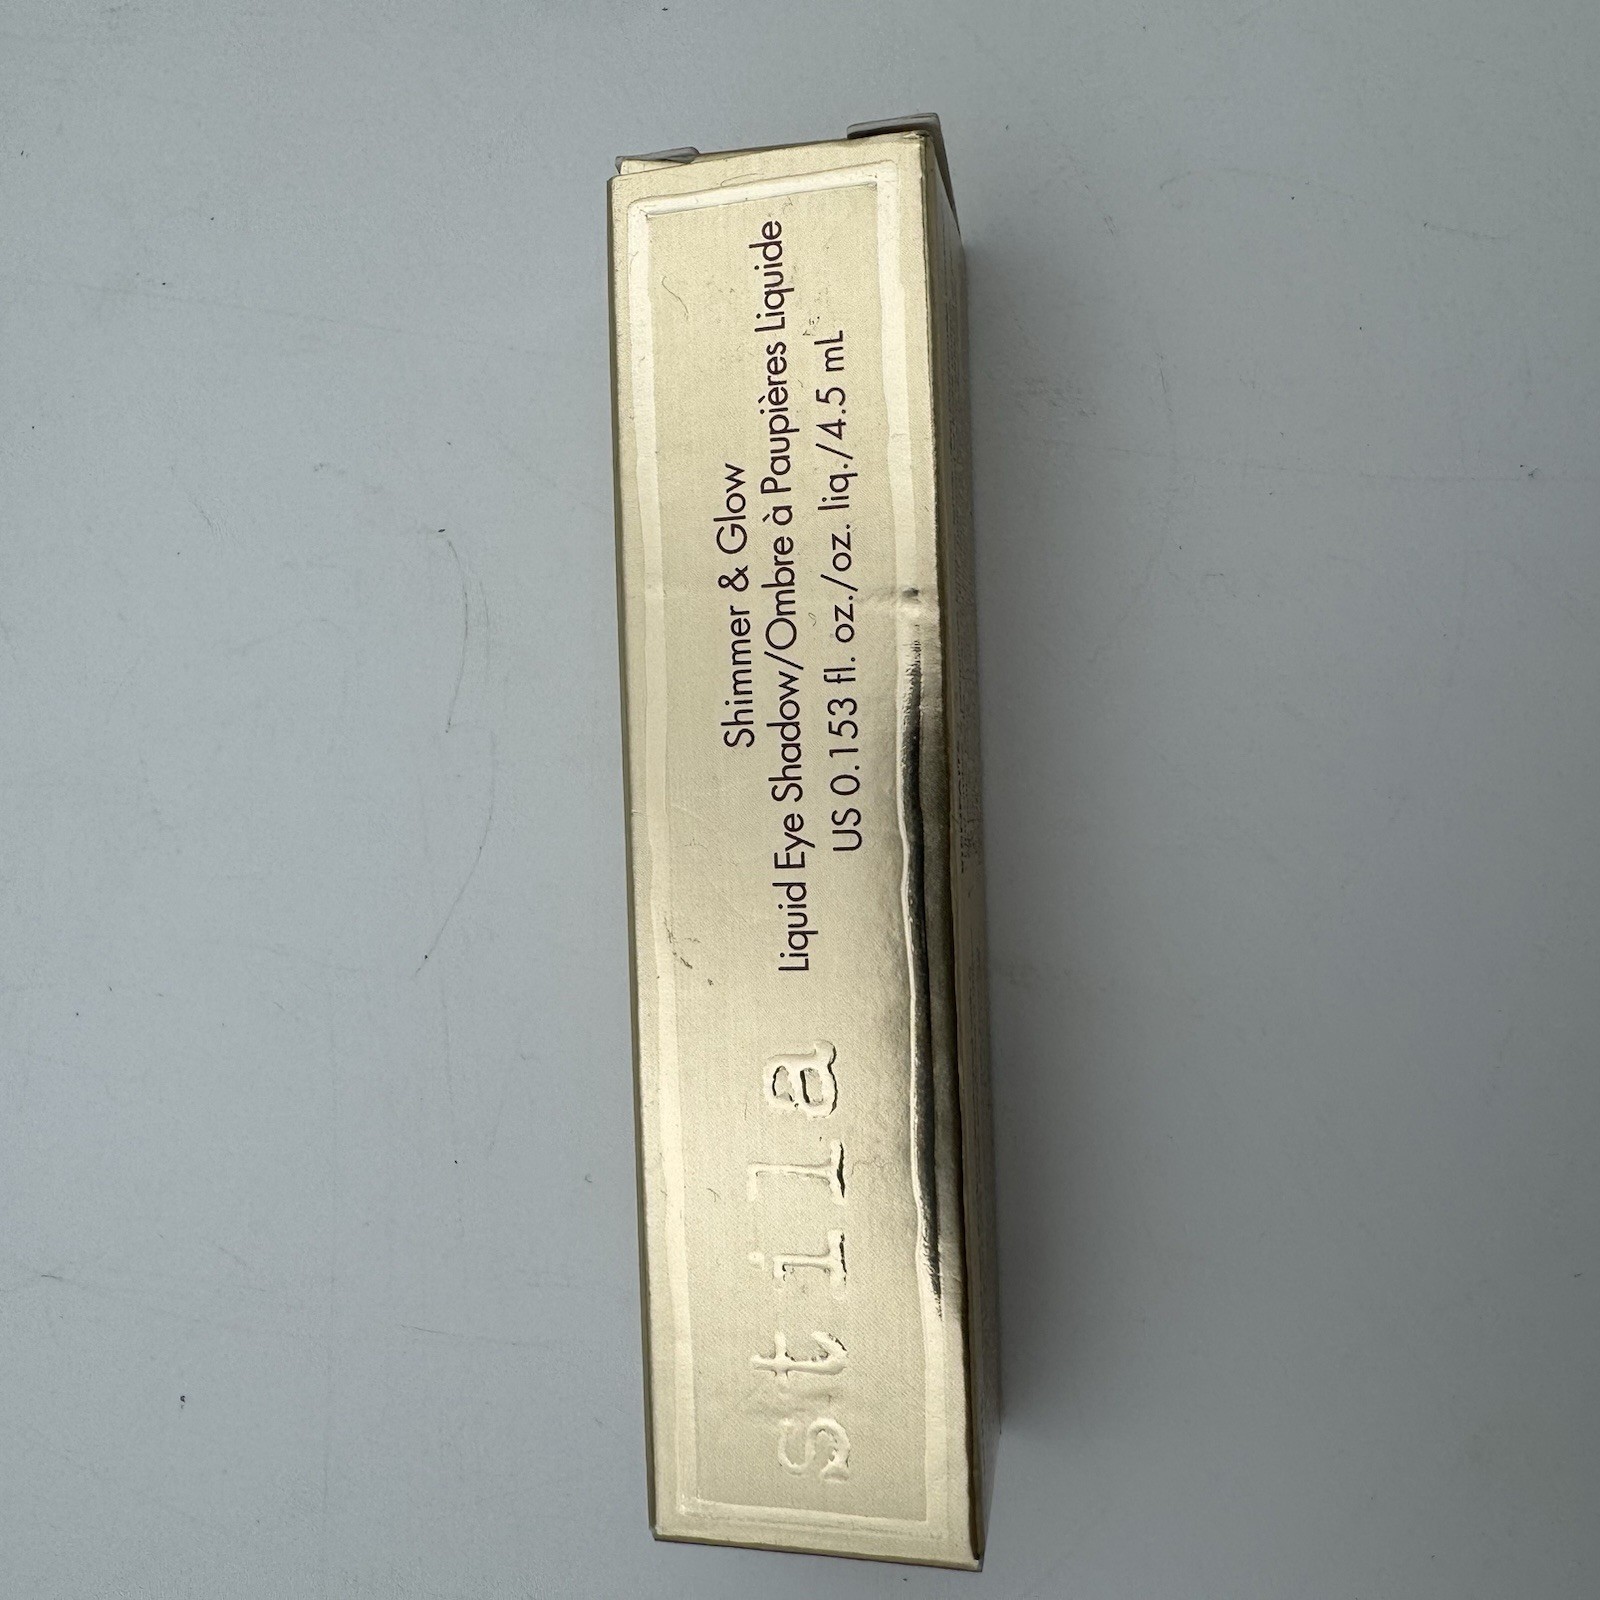 stila
Shimmer & Glow
Liquid Eye Shadow/Ombre à Paupières Liquide
US 0.153 fl. oz./oz. liq./4.5 mL